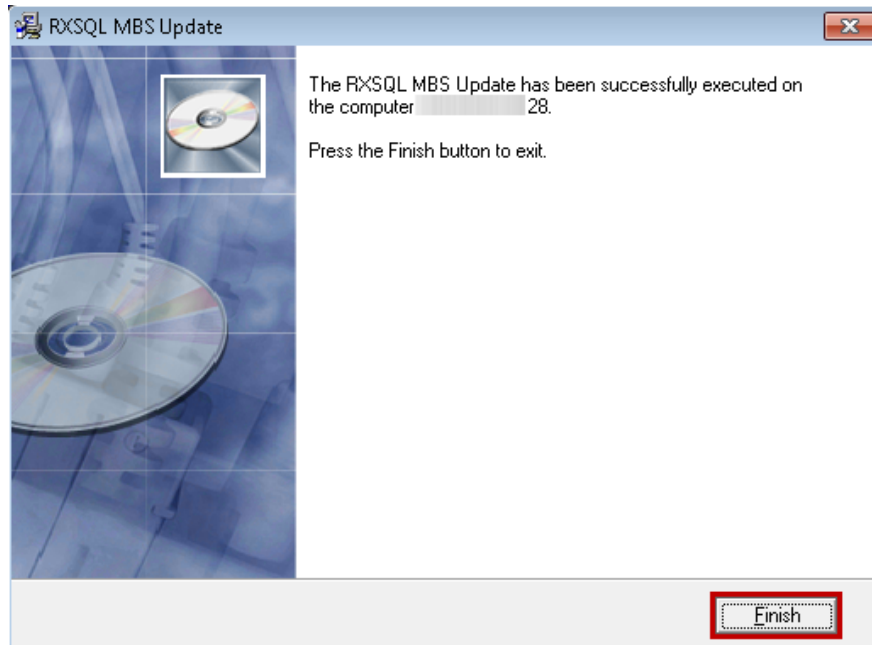 RXSQL MBS Update
The RXSQL MBS Update has been successfully executed on
the computer 28.
Press the Finish button to exit.
Finish